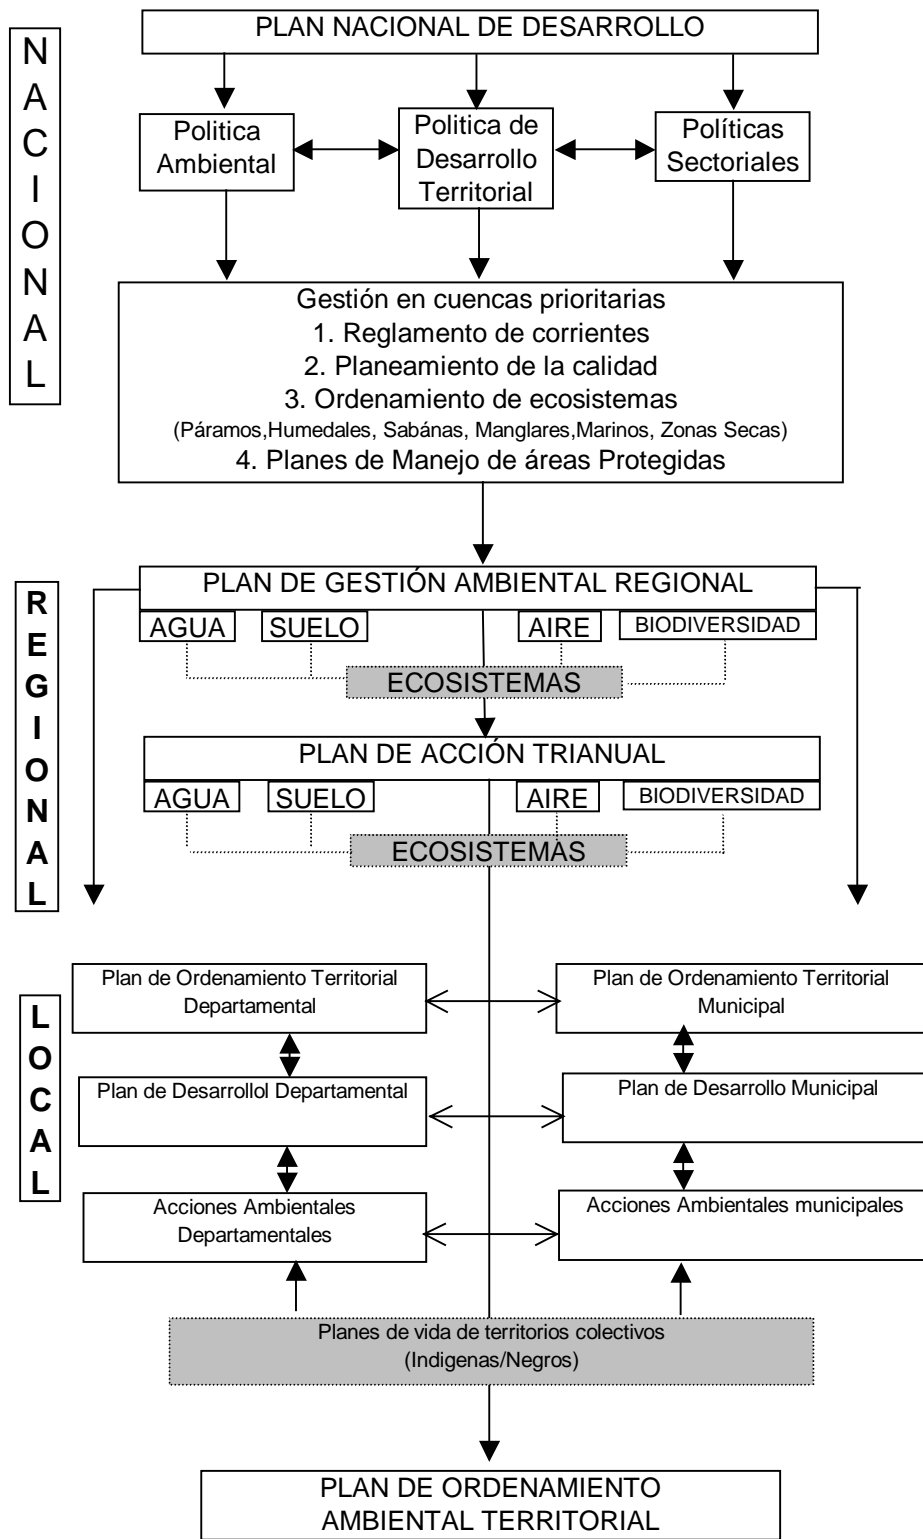 NACIONAL
PLAN NACIONAL DE DESARROLLO
Politica
Ambiental
Politica de
Desarrollo
Territorial
Políticas
Sectoriales
Gestión en cuencas prioritarias
1. Reglamento de corrientes
2. Planeamiento de la calidad
3. Ordenamiento de ecosistemas
(Páramos,Humedales, Sabánas, Manglares,Marinos, Zonas Secas)
4. Planes de Manejo de áreas Protegidas
REGIONAL
PLAN DE GESTIÓN AMBIENTAL REGIONAL
AGUA
SUELO
AIRE
BIODIVERSIDAD
ECOSISTEMAS
PLAN DE ACCIÓN TRIANUAL
AGUA
SUELO
AIRE
BIODIVERSIDAD
ECOSISTEMAS
LOCAL
Plan de Ordenamiento Territorial
Departamental
Plan de Ordenamiento Territorial
Municipal
Plan de Desarrollol Departamental
Plan de Desarrollo Municipal
Acciones Ambientales
Departamentales
Acciones Ambientales municipales
Planes de vida de territorios colectivos
(Indigenas/Negros)
PLAN DE ORDENAMIENTO
AMBIENTAL TERRITORIAL